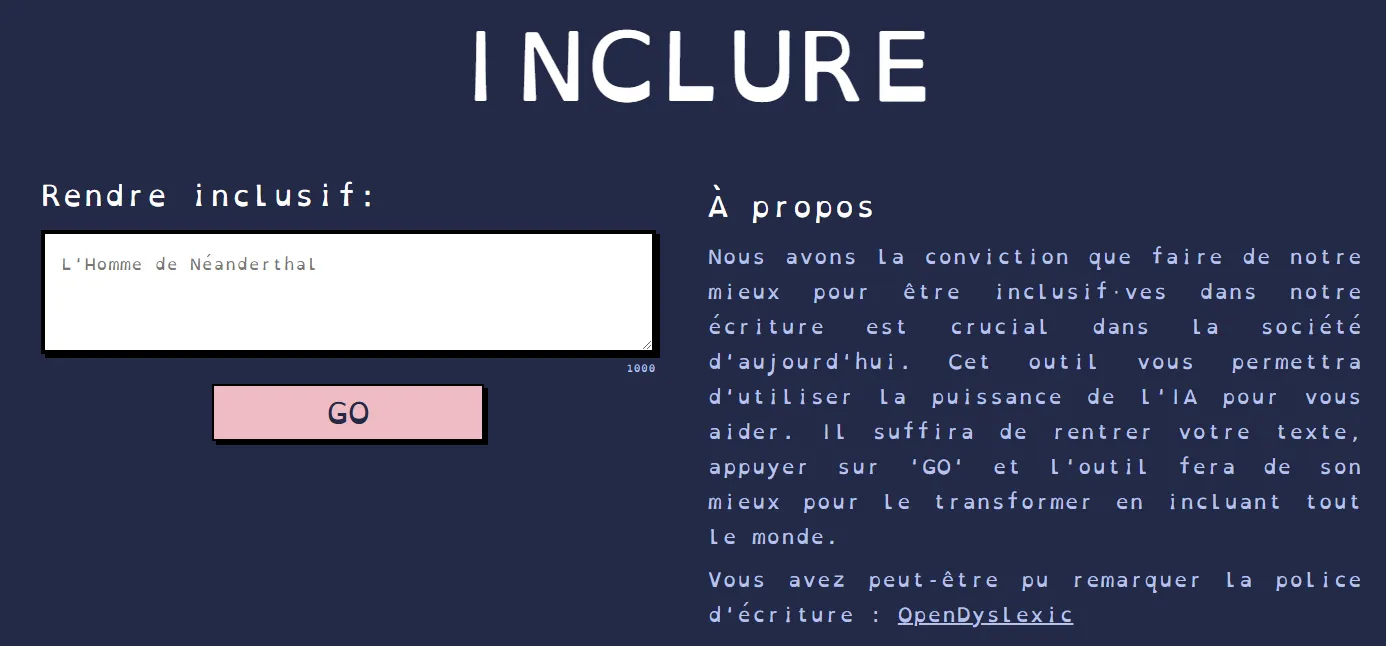 INCLURE
Rendre inclusif:
L'Homme de Néanderthal
1000
GO
À propos
Nous avons la conviction que faire de notre
mieux pour être inclusif·ves dans notre
écriture est crucial dans la société
d'aujourd'hui. Cet outil vous permettra
d'utiliser la puissance de l'IA pour vous
aider. Il suffira de rentrer votre texte,
appuyer sur 'GO' et l'outil fera de son
mieux pour le transformer en incluant tout
le monde.
Vous avez peut-être pu remarquer la police
d'écriture : OpenDyslexic